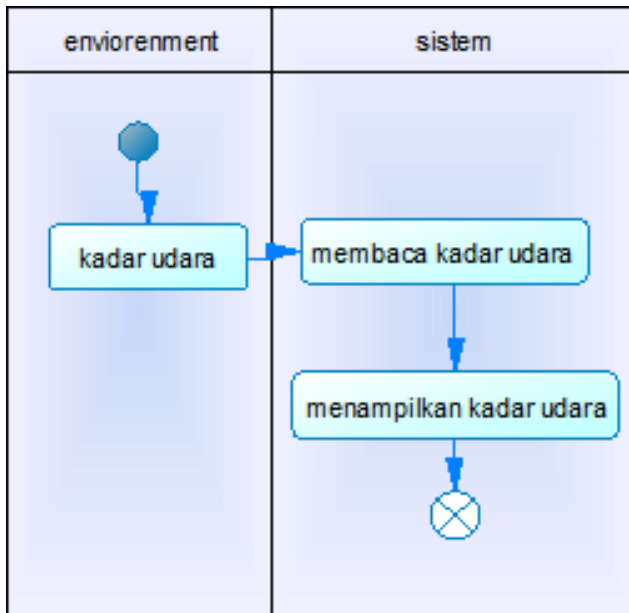 enviorenment
sistem
kadar udara
membaca kadar udara
menampilkan kadar udara